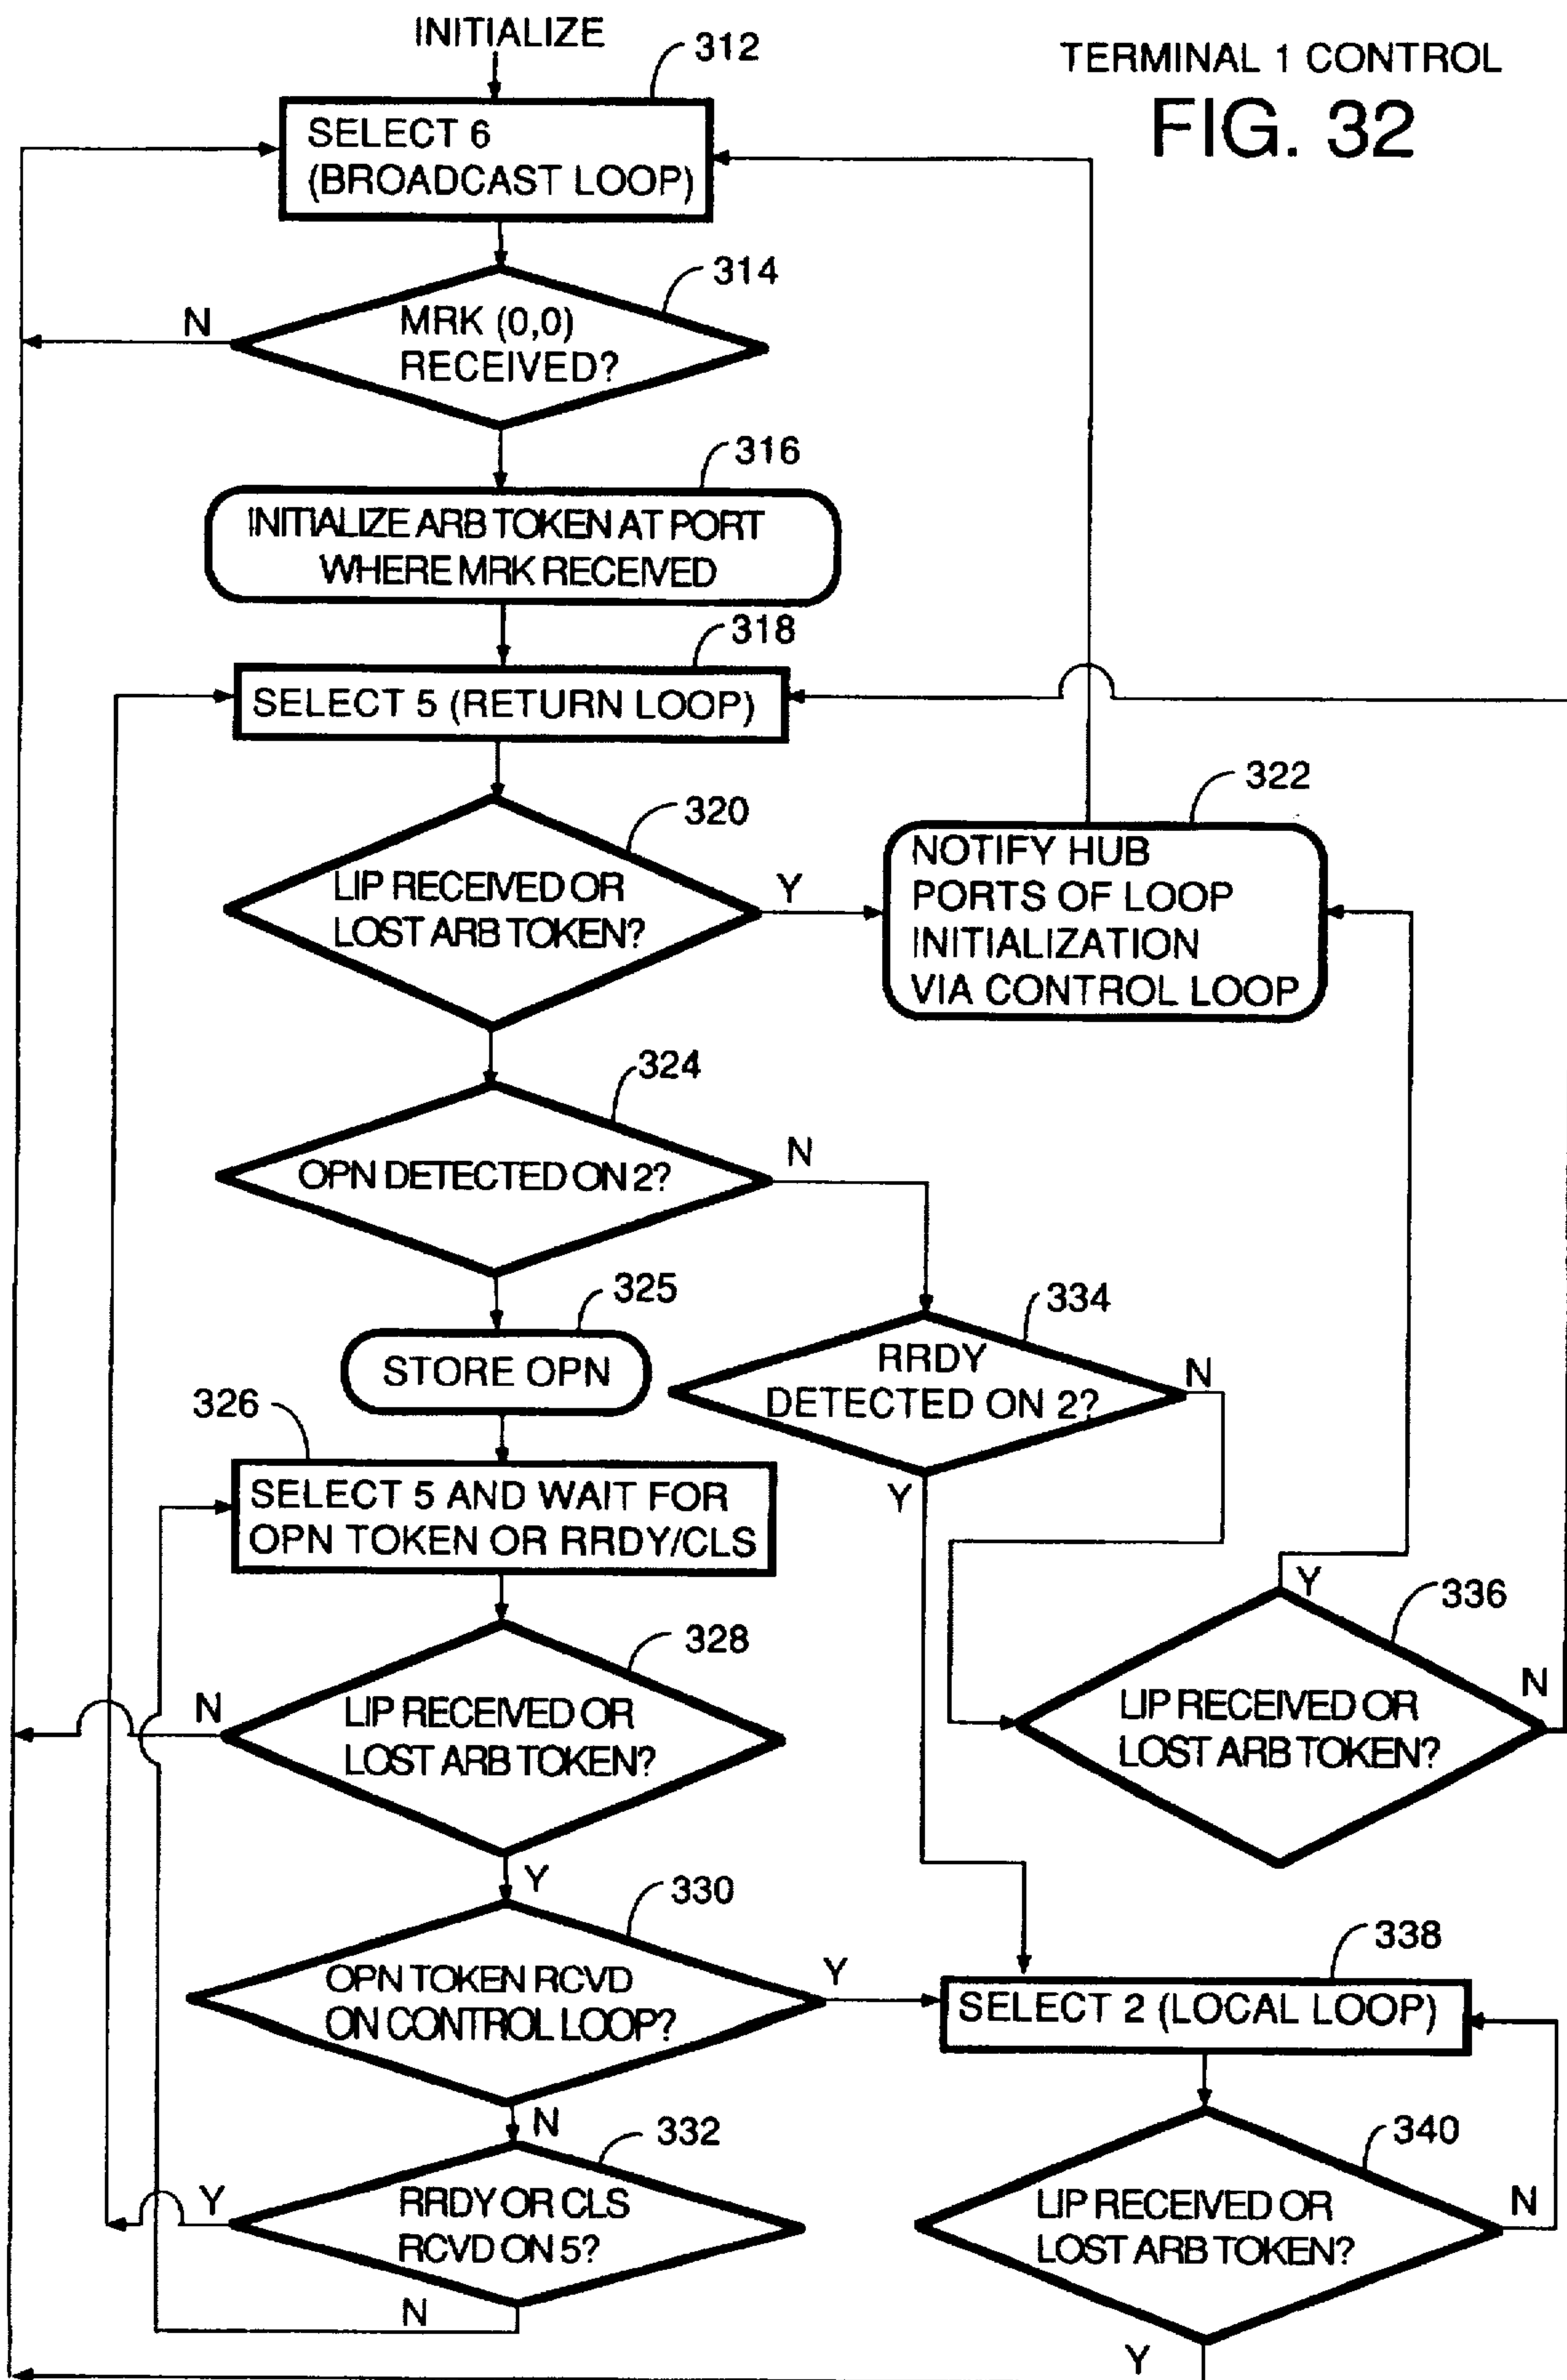 INITIALIZE
312
TERMINAL 1 CONTROL
FIG. 32
SELECT 6
(BROADCAST LOOP)
314
N
MRK (0,0)
RECEIVED?
316
INITIALIZE ARB TOKEN AT PORT
WHERE MRK RECEIVED
318
SELECT 5 (RETURN LOOP)
320
LIP RECEIVED OR
LOST ARB TOKEN?
Y
322
NOTIFY HUB
PORTS OF LOOP
INITIALIZATION
VIA CONTROL LOOP
324
OPN DETECTED ON 2?
N
325
STORE OPN
334
RRDY
DETECTED ON 2?
N
Y
326
SELECT 5 AND WAIT FOR
OPN TOKEN OR RRDY/CLS
328
LIP RECEIVED OR
LOST ARB TOKEN?
N
Y
336
Y
LIP RECEIVED OR
LOST ARB TOKEN?
N
330
OPN TOKEN RCVD
ON CONTROL LOOP?
Y
N
338
SELECT 2 (LOCAL LOOP)
332
RRDY OR CLS
RCVD ON 5?
Y
N
340
LIP RECEIVED OR
LOST ARB TOKEN?
N
Y